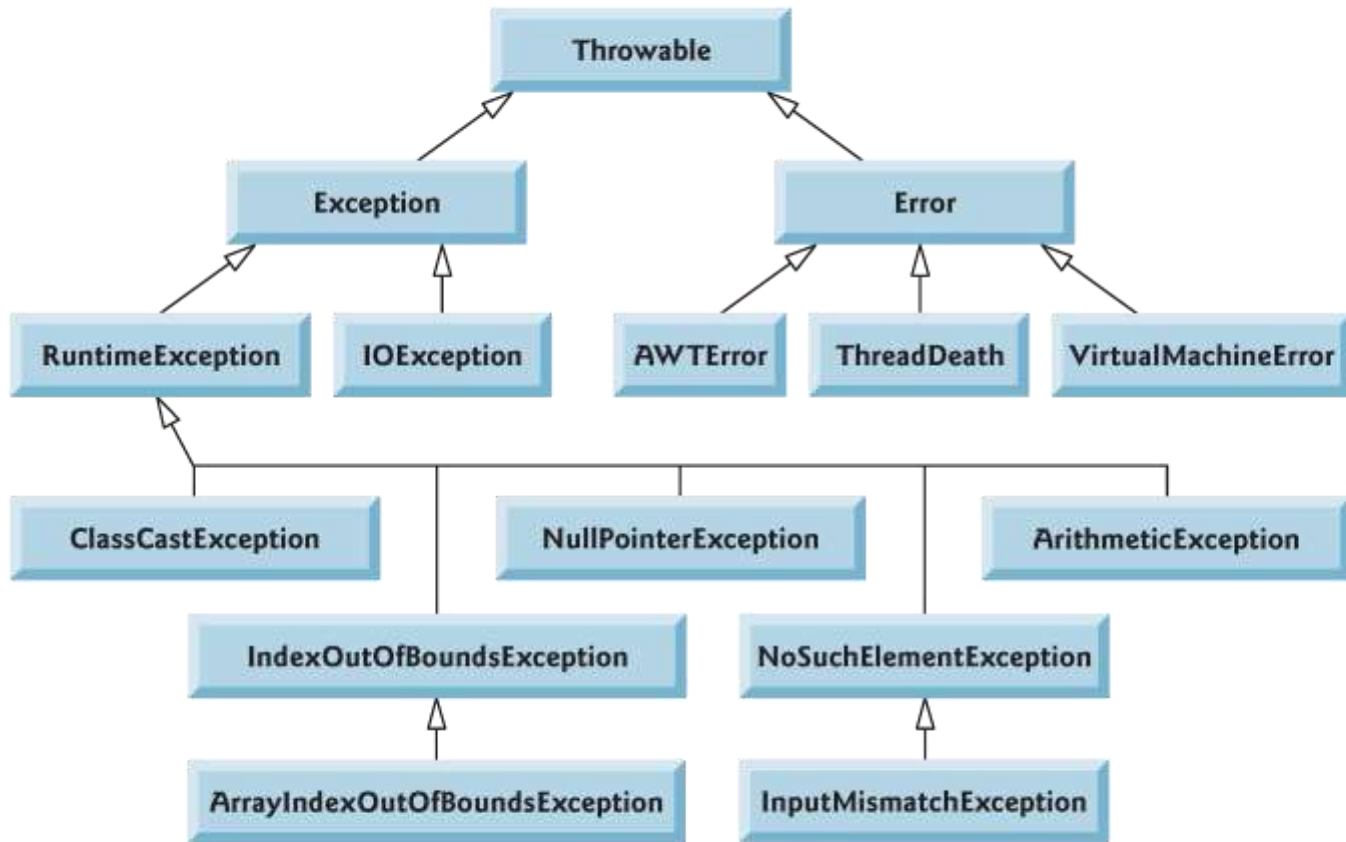 Throwable
Exception
Error
RuntimeException
IOException
AWTError
ThreadDeath
VirtualMachineError
ClassCastException
NullPointerException
ArithmeticException
IndexOutOfBoundsException
NoSuchElementException
ArrayIndexOutOfBoundsException
InputMismatchException